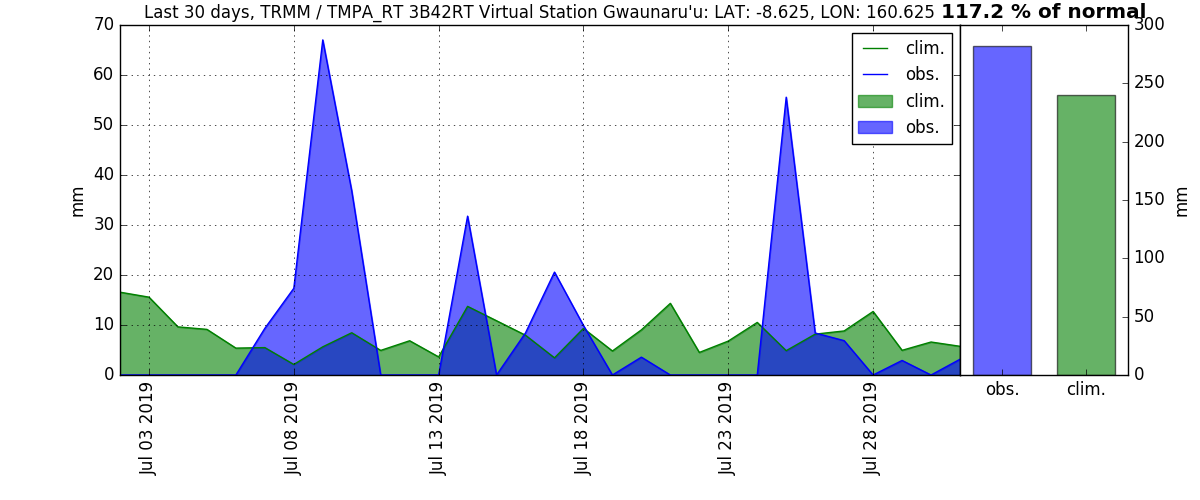 Last 30 days, TRMM / TMPA_RT 3B42RT Virtual Station Gwaunaru'u: LAT: -8.625, LON: 160.625 117.2 % of normal
70
60
50
40
30
20
10
0
mm
clim.
obs.
clim.
obs.
300
250
200
150
100
50
0
mm
obs. clim.
Jul 03 2019
Jul 08 2019
Jul 13 2019
Jul 18 2019
Jul 23 2019
Jul 28 2019